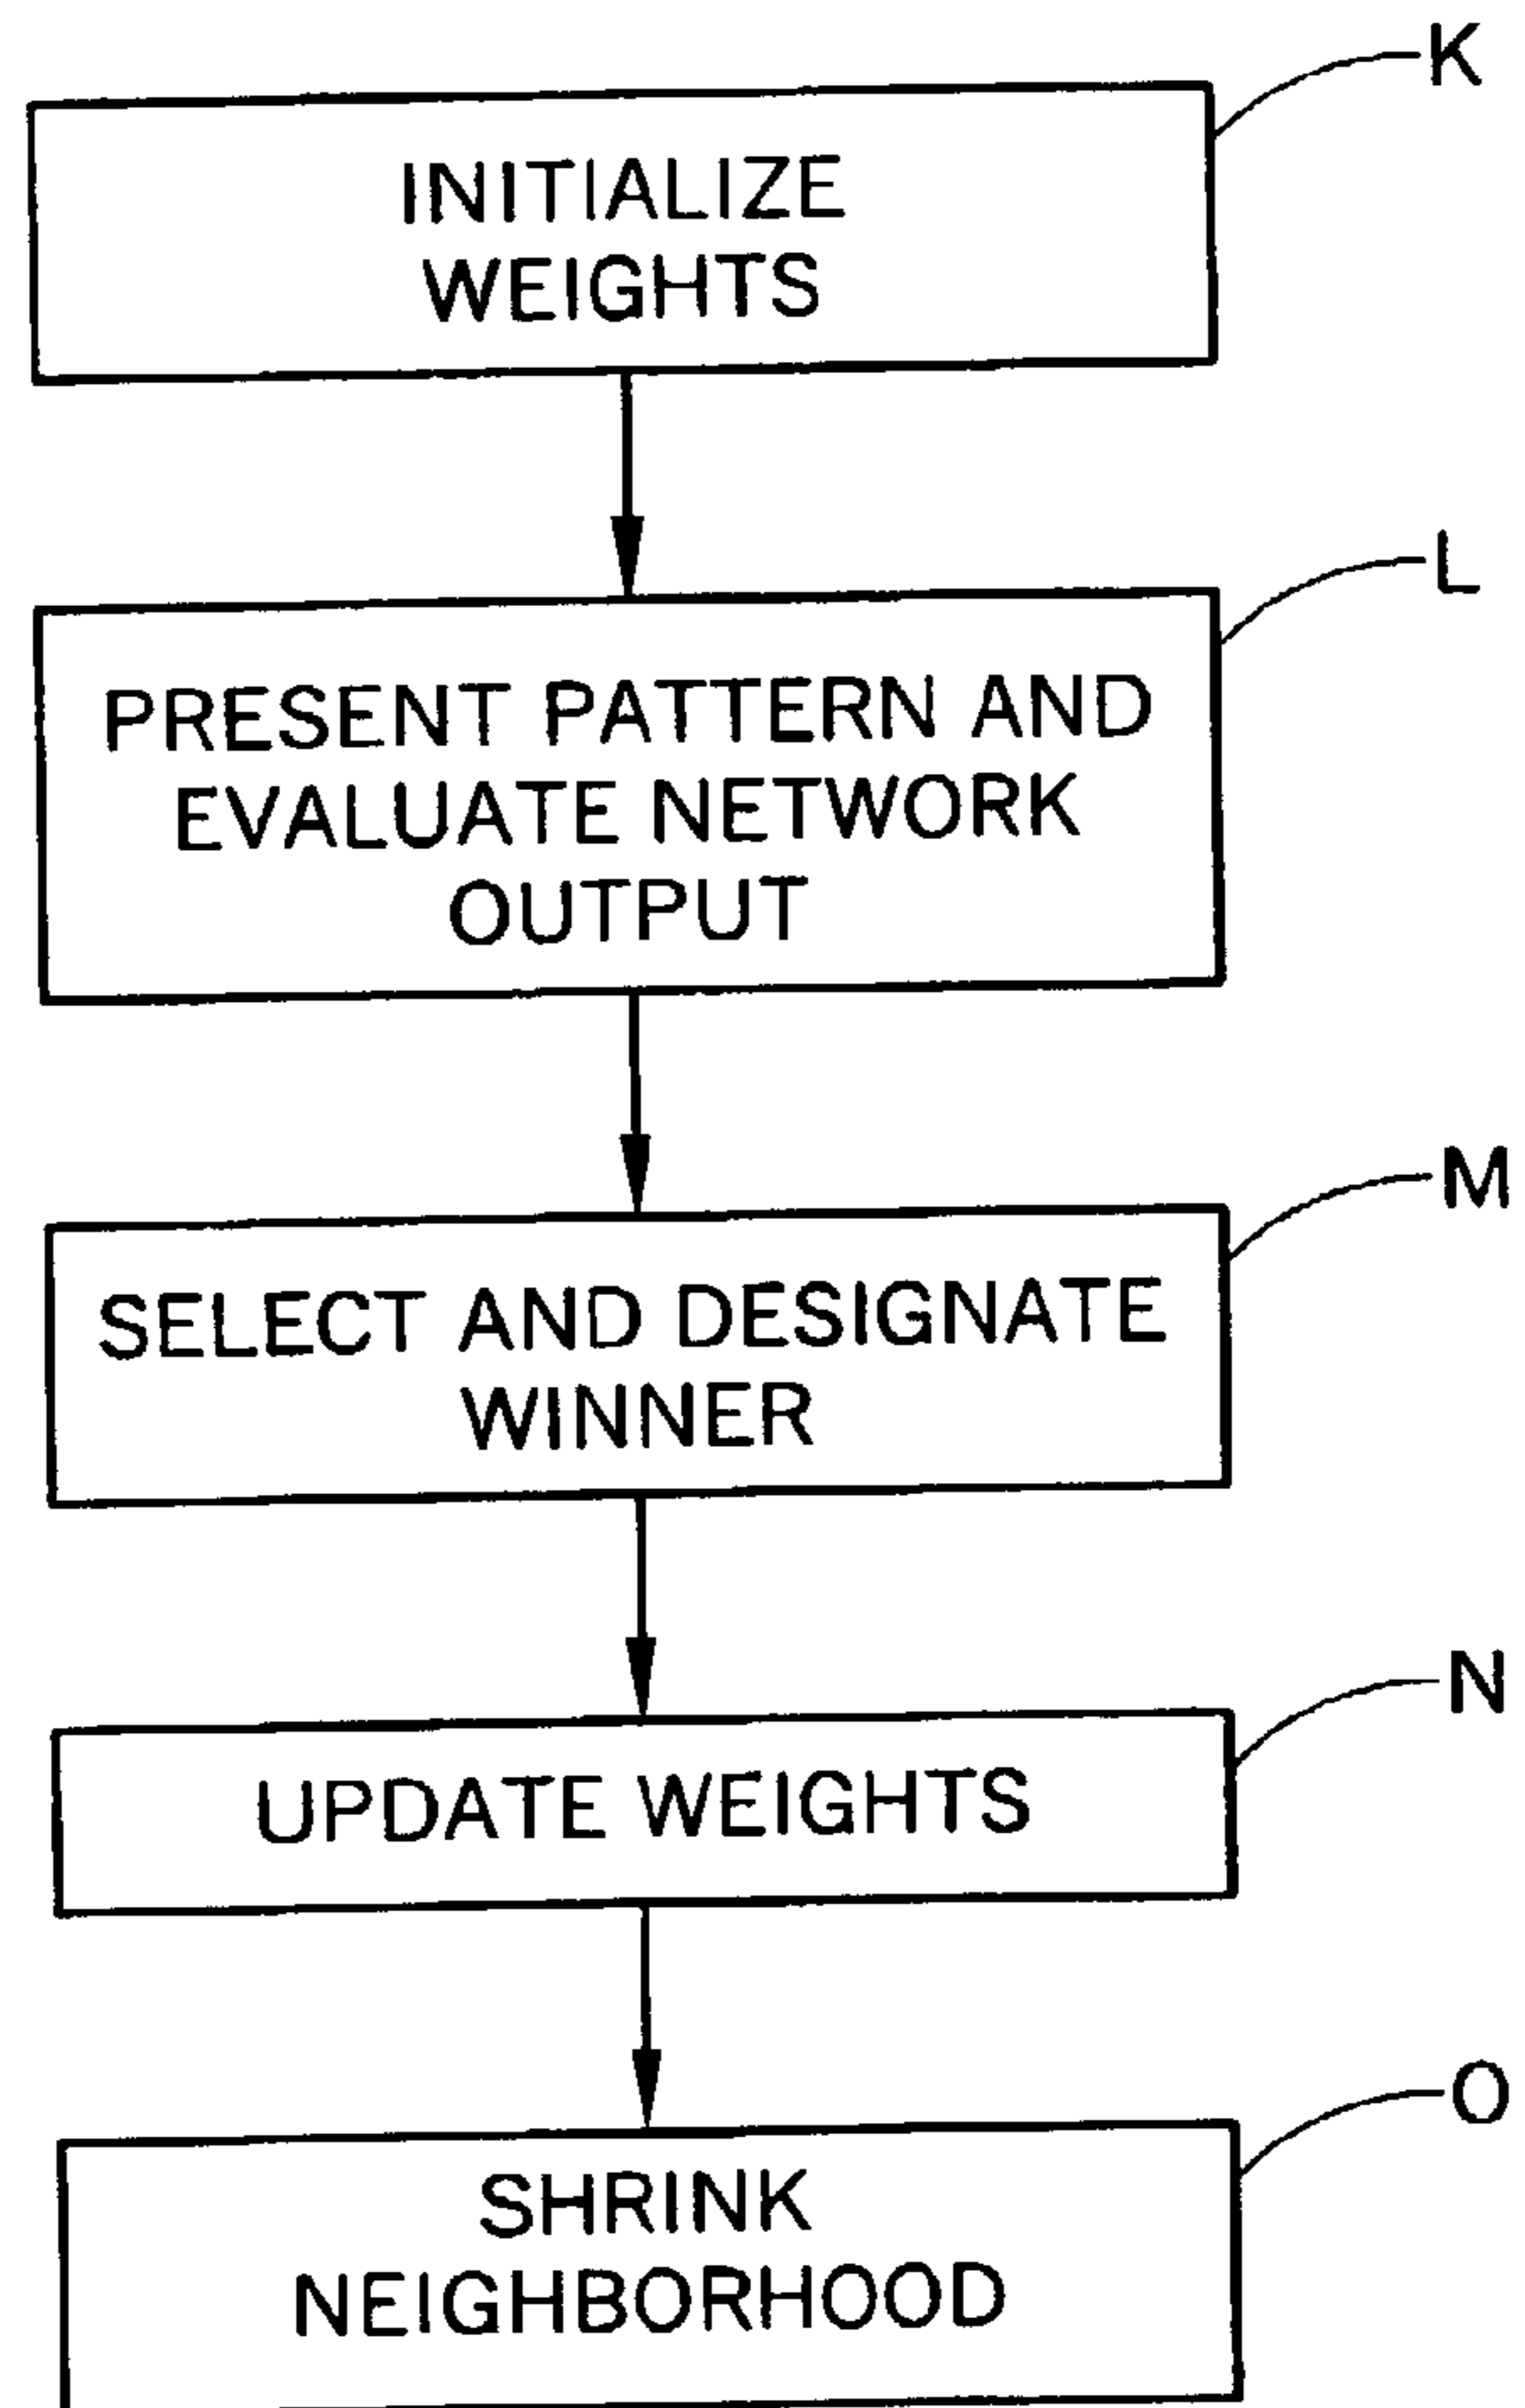 K
INITIALIZE
WEIGHTS
L
PRESENT PATTERN AND
EVALUATE NETWORK
OUTPUT
M
SELECT AND DESIGNATE
WINNER
N
UPDATE WEIGHTS
O
SHRINK
NEIGHBORHOOD